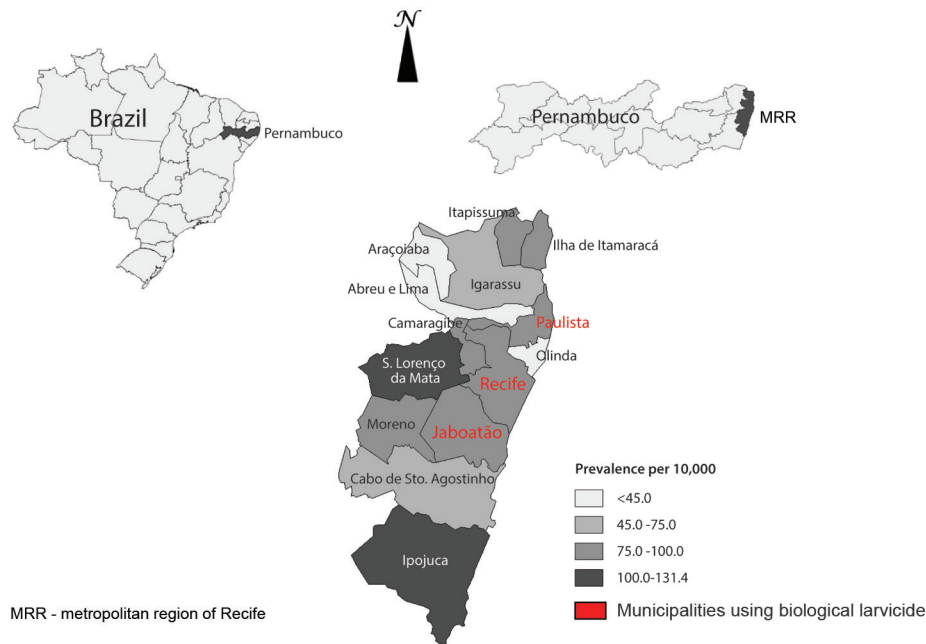 N
Brazil
Pernambuco
Pernambuco
MRR
Itapissuma
Ilha de Itamaracá
Araçoiaba
Igarassu
Abreu e Lima
Camaragibe
Paulista
Olinda
S. Lorenço
da Mata
Recife
Moreno
Jaboatão
Cabo de Sto. Agostinho
Ipojuca
Prevalence per 10,000
<45.0
45.0 -75.0
75.0 -100.0
100.0-131.4
Municipalities using biological larvicide
MRR - metropolitan region of Recife